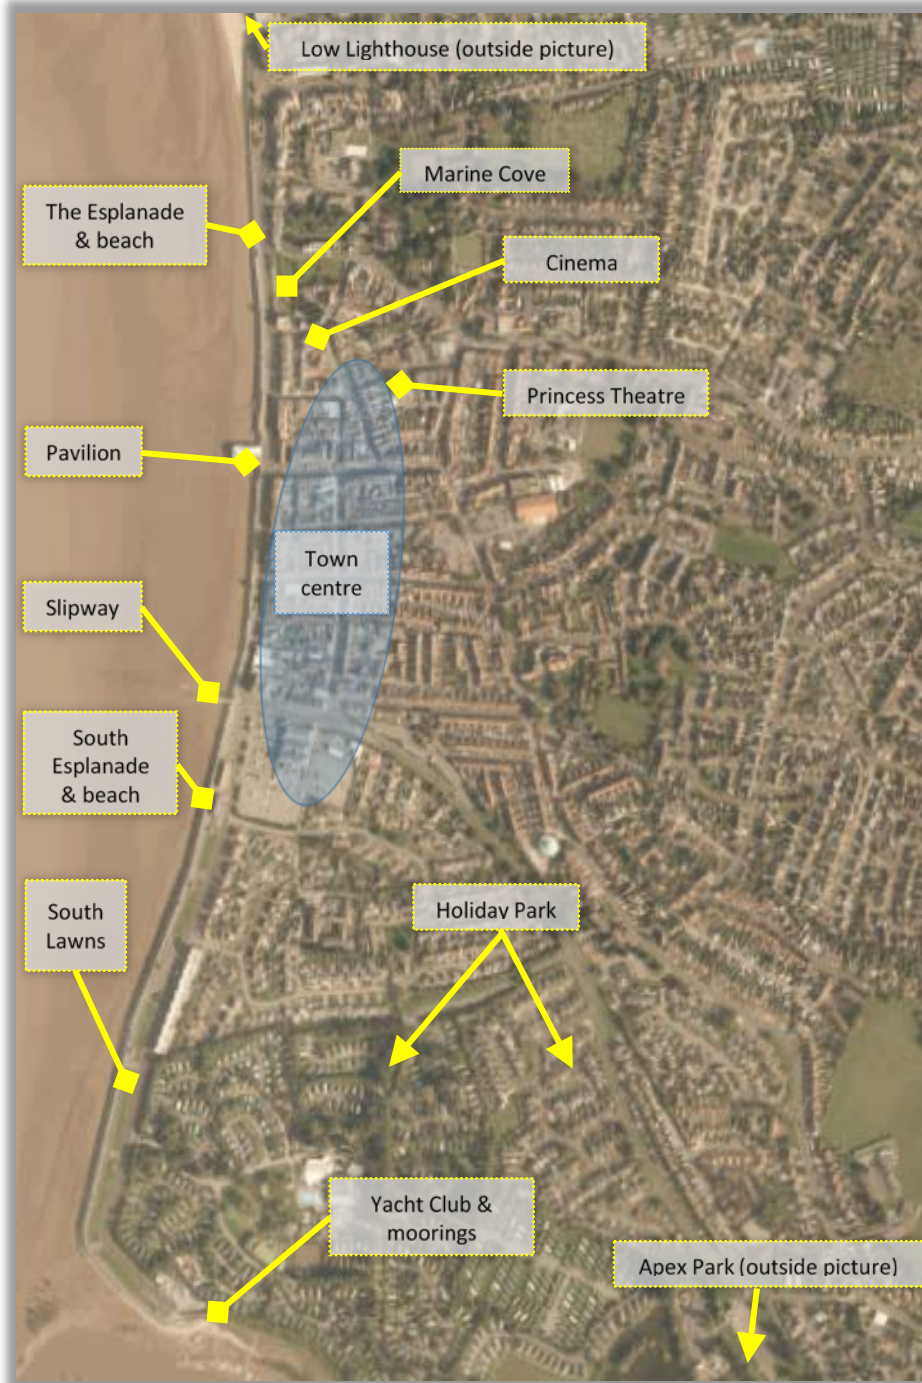 Low Lighthouse (outside picture)
Marine Cove
The Esplanade
& beach
Cinema
Princess Theatre
Pavilion
Town
centre
Slipway
South
Esplanade
& beach
South
Lawns
Holiday Park
Yacht Club &
moorings
Apex Park (outside picture)